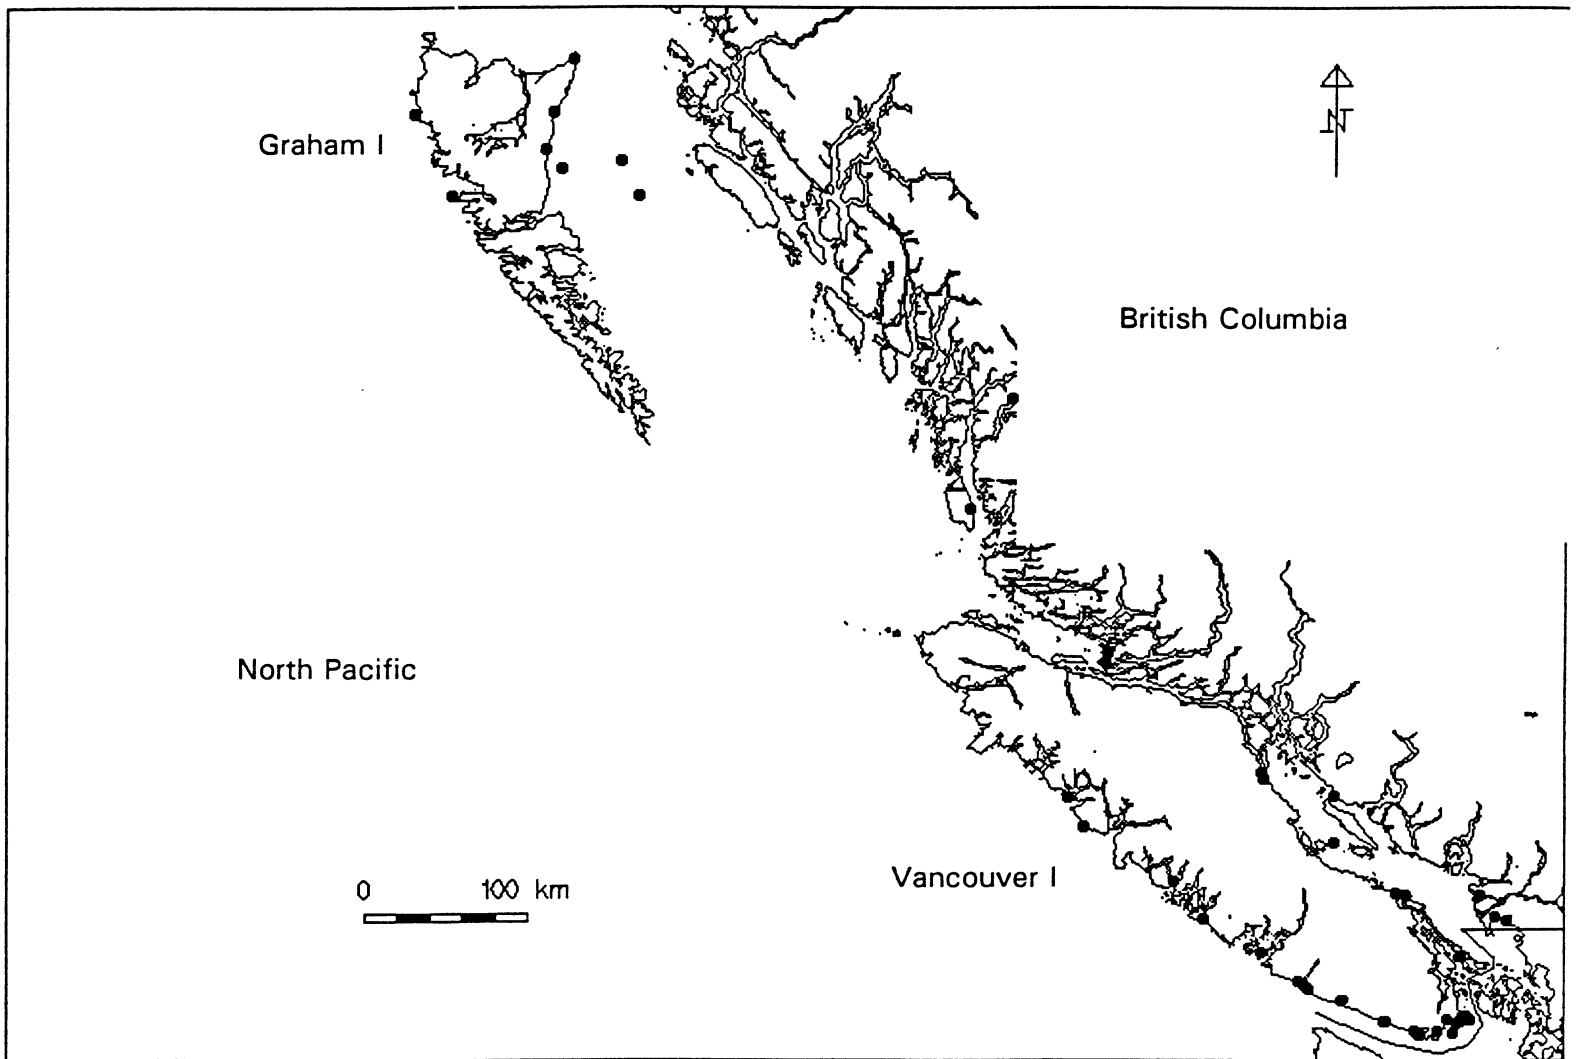 N
Graham I
British Columbia
North Pacific
Vancouver I
0 100 km